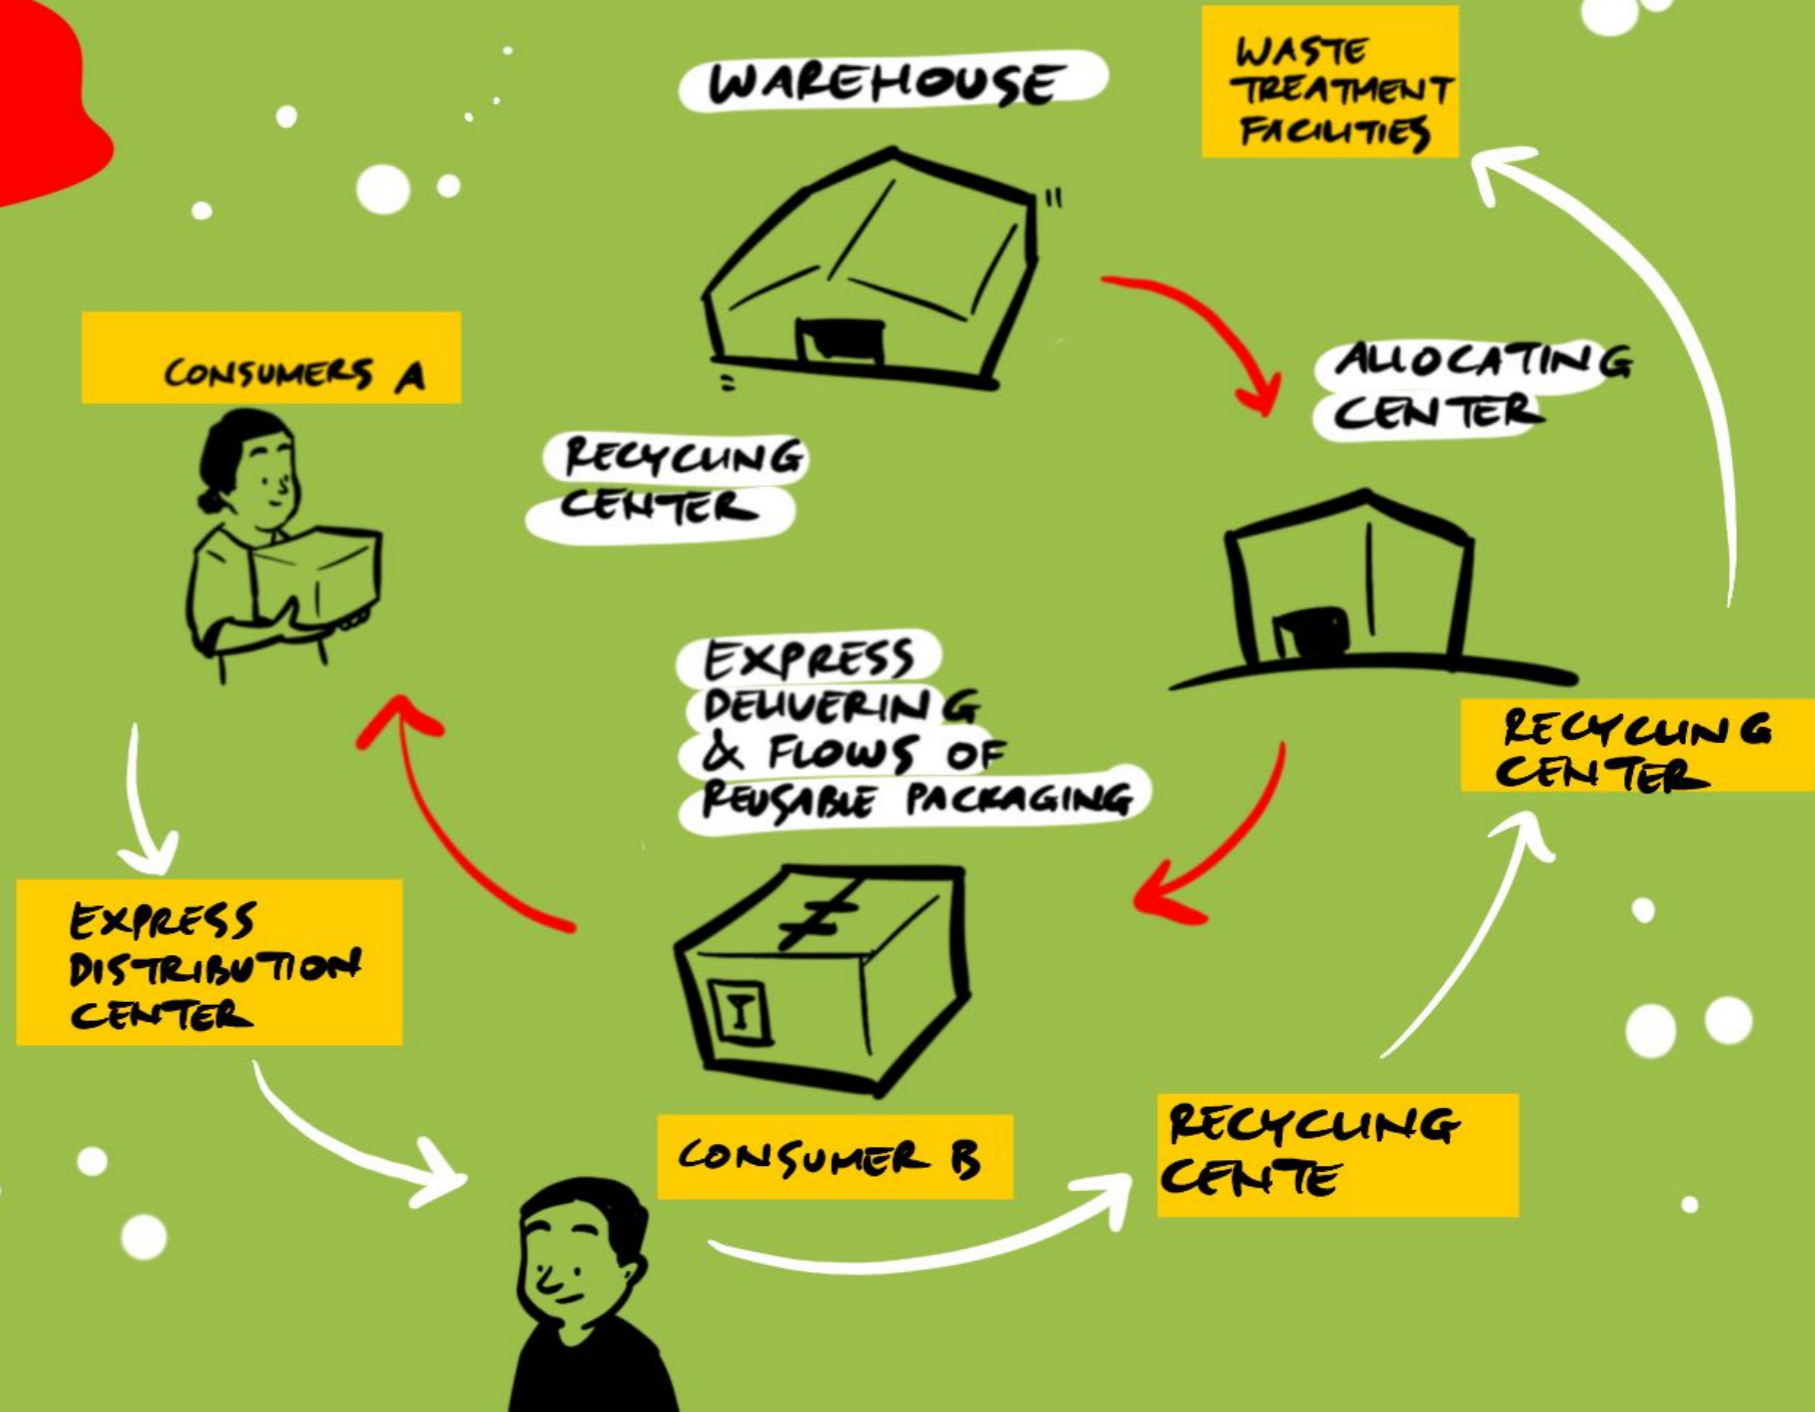 WAREHOUSE
WASTE
TREATMENT
FACILITIES
CONSUMERS A
ALLOCATING
CENTER
RECYCLING
CENTER
EXPRESS
DELIVERING
& FLOWS OF
REUSABLE PACKAGING
RECYCLING
CENTER
EXPRESS
DISTRIBUTION
CENTER
I
CONSUMER B
RECYCLING
CENTE